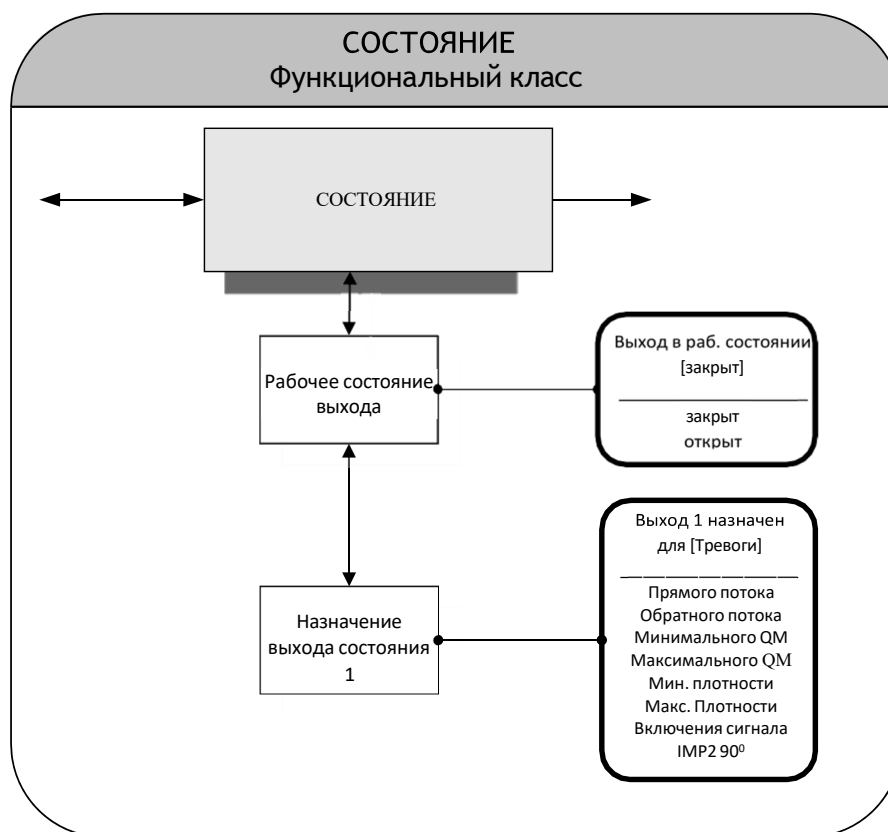 СОСТОЯНИЕ
Функциональный класс
СОСТОЯНИЕ
Рабочее состояние
выхода
Выход в раб. состоянии
[закрыт]
закрыт
открыт
Назначение
выхода состояния
1
Выход 1 назначен
для [Тревоги]
Прямого потока
Обратного потока
Минимального QM
Максимального QM
Мин. плотности
Макс. Плотности
Включения сигнала
IMP2 90⁰